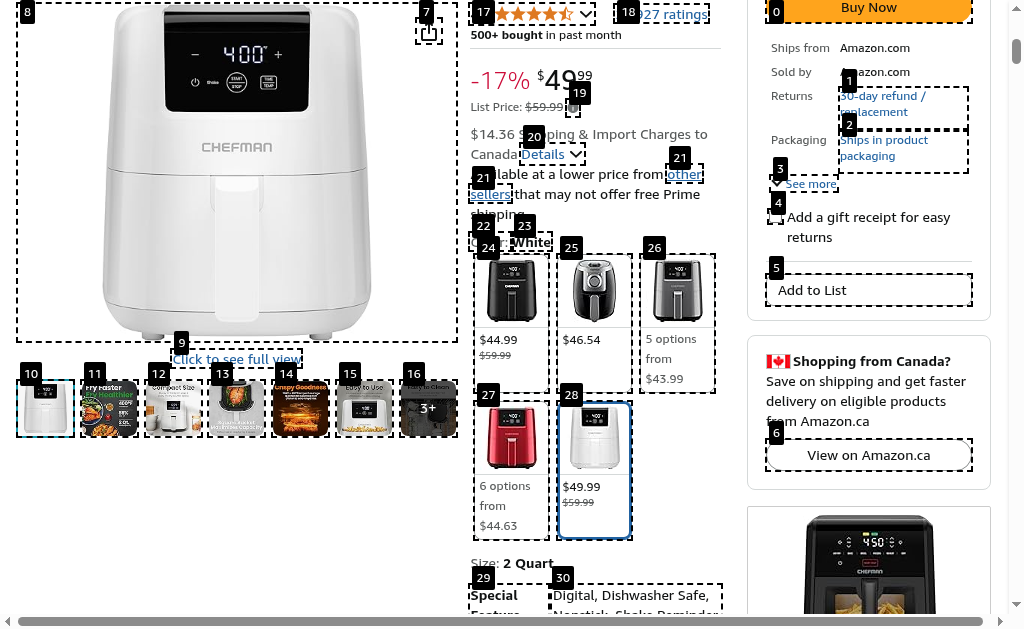 8
400
Shake
START STOP
TIME TEMP
CHEFMAN
7
9
Click to see full view
10
11
12
13
14
15
16
Fry Faster
Fry Healthier
Compact Size
Crispy Goodness
Easy to Use
3+
17
18
927 ratings
500+ bought in past month
-17% $49.99
19
List Price: $59.99
20
$14.36 Shipping & Import Charges to
Canada Details
21
21
Available at a lower price from other
sellers that may not offer free Prime
shipping.
22
23
Color: White
24
25
26
$44.99
$59.99
$46.54
5 options
from
$43.99
27
28
6 options
from
$44.63
$49.99
$59.99
Size: 2 Quart
29
30
Special
Feature
Digital, Dishwasher Safe,
Nonstick, Shake Reminder
0
Buy Now
Ships from Amazon.com
Sold by Amazon.com
1
Returns 30-day refund /
replacement
2
Packaging Ships in product
packaging
3
See more
4
Add a gift receipt for easy
returns
5
Add to List
Shopping from Canada?
Save on shipping and get faster
delivery on eligible products
from Amazon.ca
6
View on Amazon.ca
450
CHEFMAN